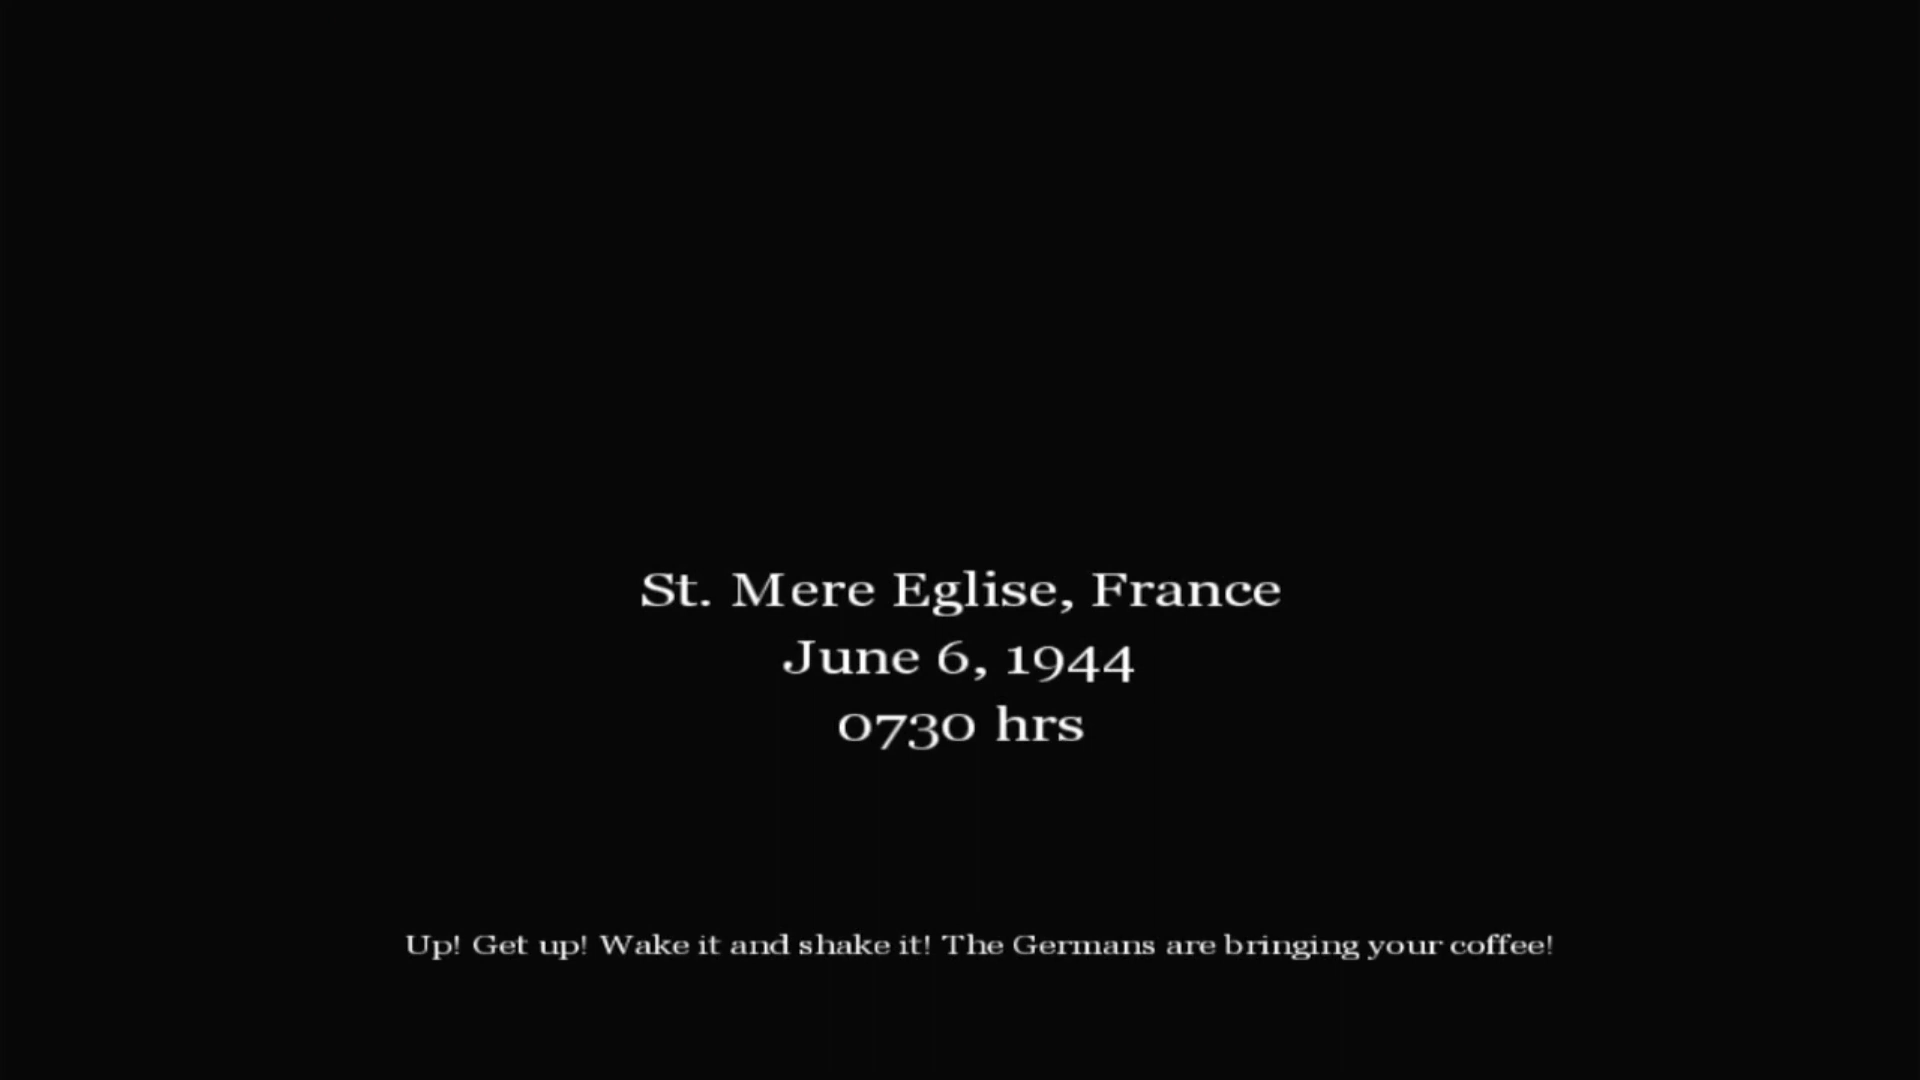 St. Mere Eglise, France
June 6, 1944
0730 hrs
Up! Get up! Wake it and shake it! The Germans are bringing your coffee!